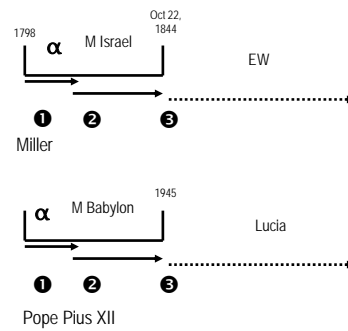 Oct 22,
1798 1844
α M Israel
EW
❶ ❷ ❸
Miller
1945
α M Babylon
Lucia
❶ ❷ ❸
Pope Pius XII